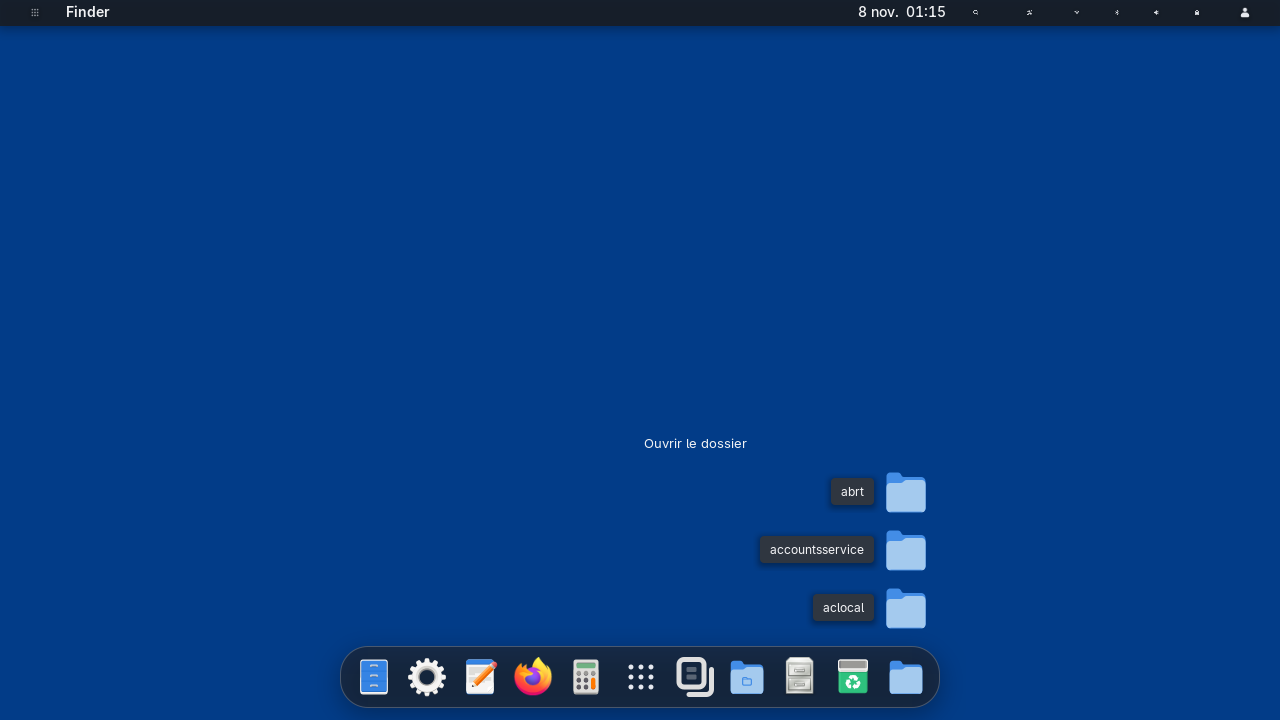 Finder
8 nov. 01:15
Ouvrir le dossier
abrt
accountsservice
aclocal